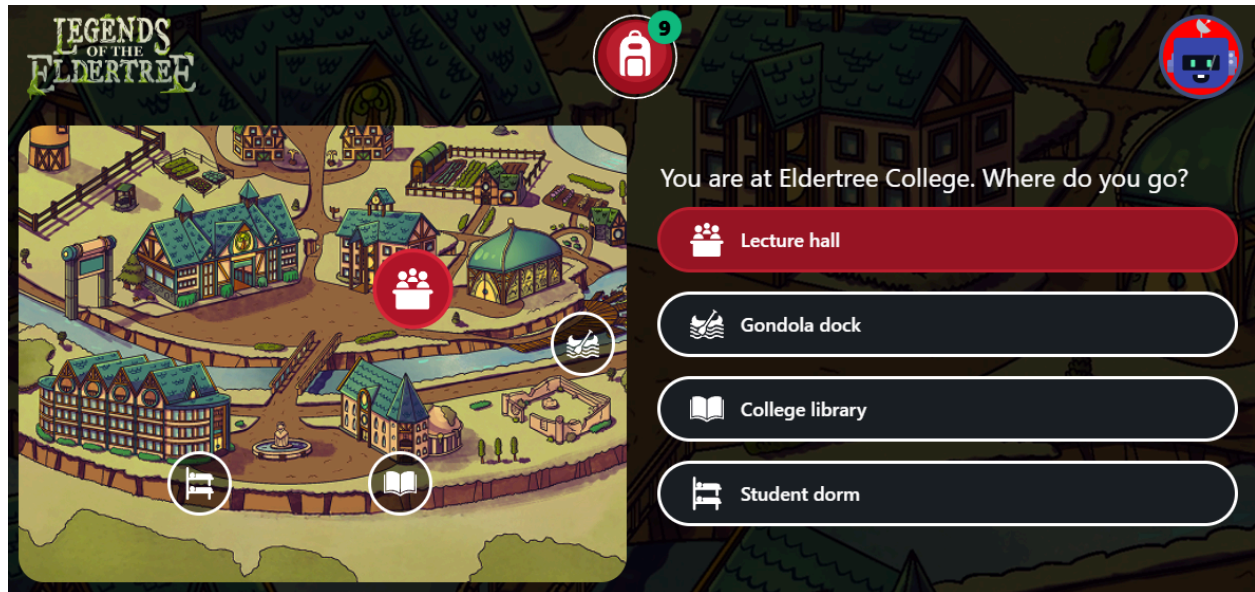 LEGENDS
OF THE
ELDERTREE
9
You are at Eldertree College. Where do you go?
Lecture hall
Gondola dock
College library
Student dorm